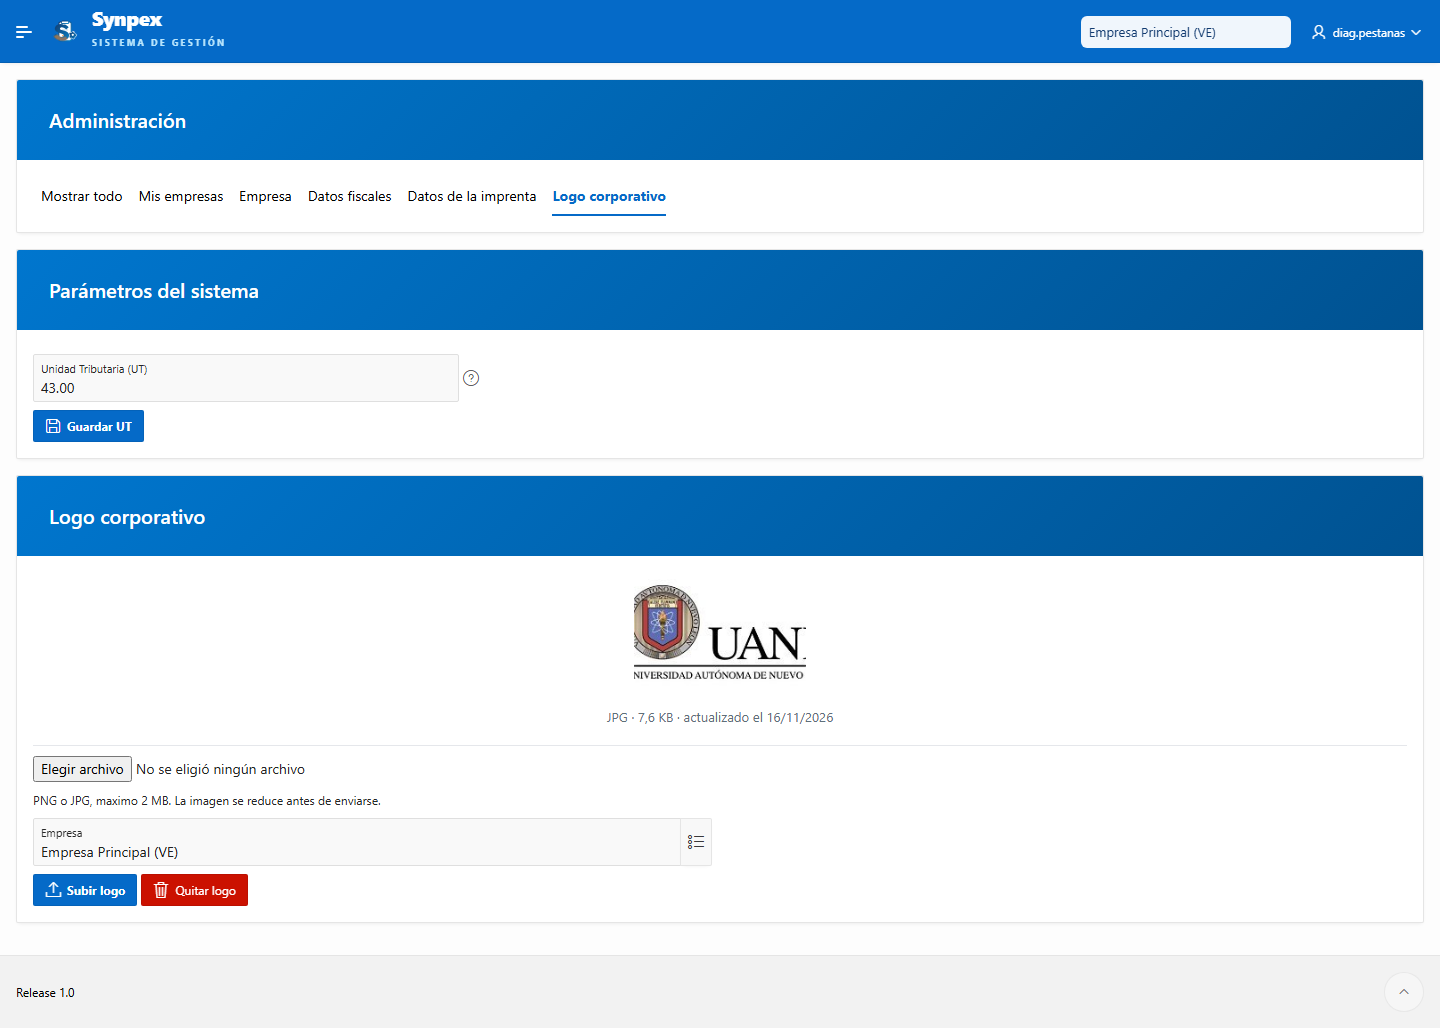 Synpex
SISTEMA DE GESTIÓN
Empresa Principal (VE)
diag.pestanas
Administración
Mostrar todo
Mis empresas
Empresa
Datos fiscales
Datos de la imprenta
Logo corporativo
Parámetros del sistema
Unidad Tributaria (UT)
43.00
Guardar UT
Logo corporativo
UAN
NIVERSIDAD AUTÓNOMA DE NUEVO
JPG · 7,6 KB · actualizado el 16/11/2026
Elegir archivo No se eligió ningún archivo
PNG o JPG, maximo 2 MB. La imagen se reduce antes de enviarse.
Empresa
Empresa Principal (VE)
Subir logo
Quitar logo
Release 1.0